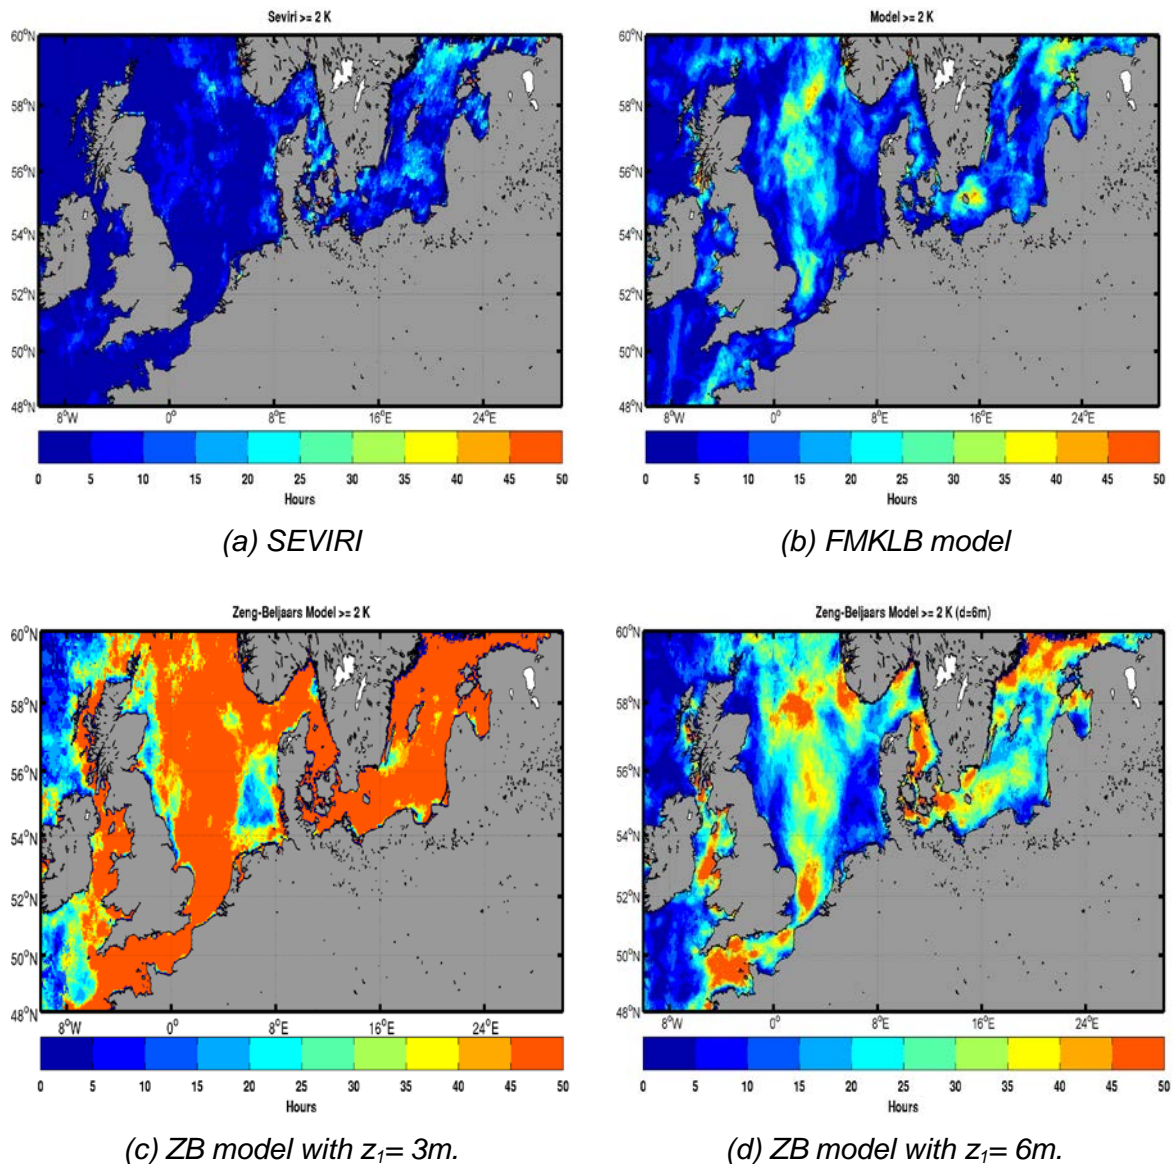 Seviri >= 2 K
Model >= 2 K
60°N
58°N
56°N
54°N
52°N
50°N
48°N
8°W
0°
8°E
16°E
24°E
0 5 10 15 20 25 30 35 40 45 50
Hours
(a) SEVIRI
60°N
58°N
56°N
54°N
52°N
50°N
48°N
8°W
0°
8°E
16°E
24°E
0 5 10 15 20 25 30 35 40 45 50
Hours
(b) FMKLB model
Zeng-Beljaars Model >= 2 K
60°N
58°N
56°N
54°N
52°N
50°N
48°N
8°W
0°
8°E
16°E
24°E
0 5 10 15 20 25 30 35 40 45 50
Hours
(c) ZB model with z₁= 3m.
Zeng-Beljaars Model >= 2 K (d=6m)
60°N
58°N
56°N
54°N
52°N
50°N
48°N
8°W
0°
8°E
16°E
24°E
0 5 10 15 20 25 30 35 40 45 50
Hours
(d) ZB model with z₁= 6m.